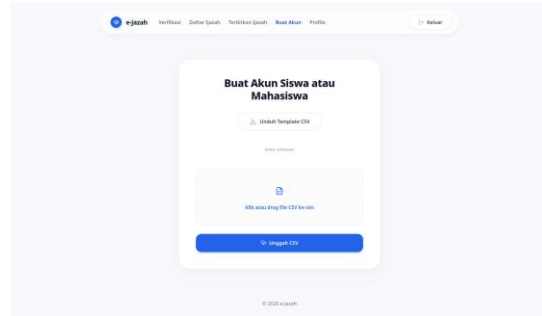 e-Jazah
Verifikasi Daftar Ijazah Terbitkan Ijazah Buat Akun Profile
Keluar
Buat Akun Siswa atau
Mahasiswa
Unduh Template CSV
Klik atau drag file CSV ke sini
Unggah CSV
© 2026 e-Jazah